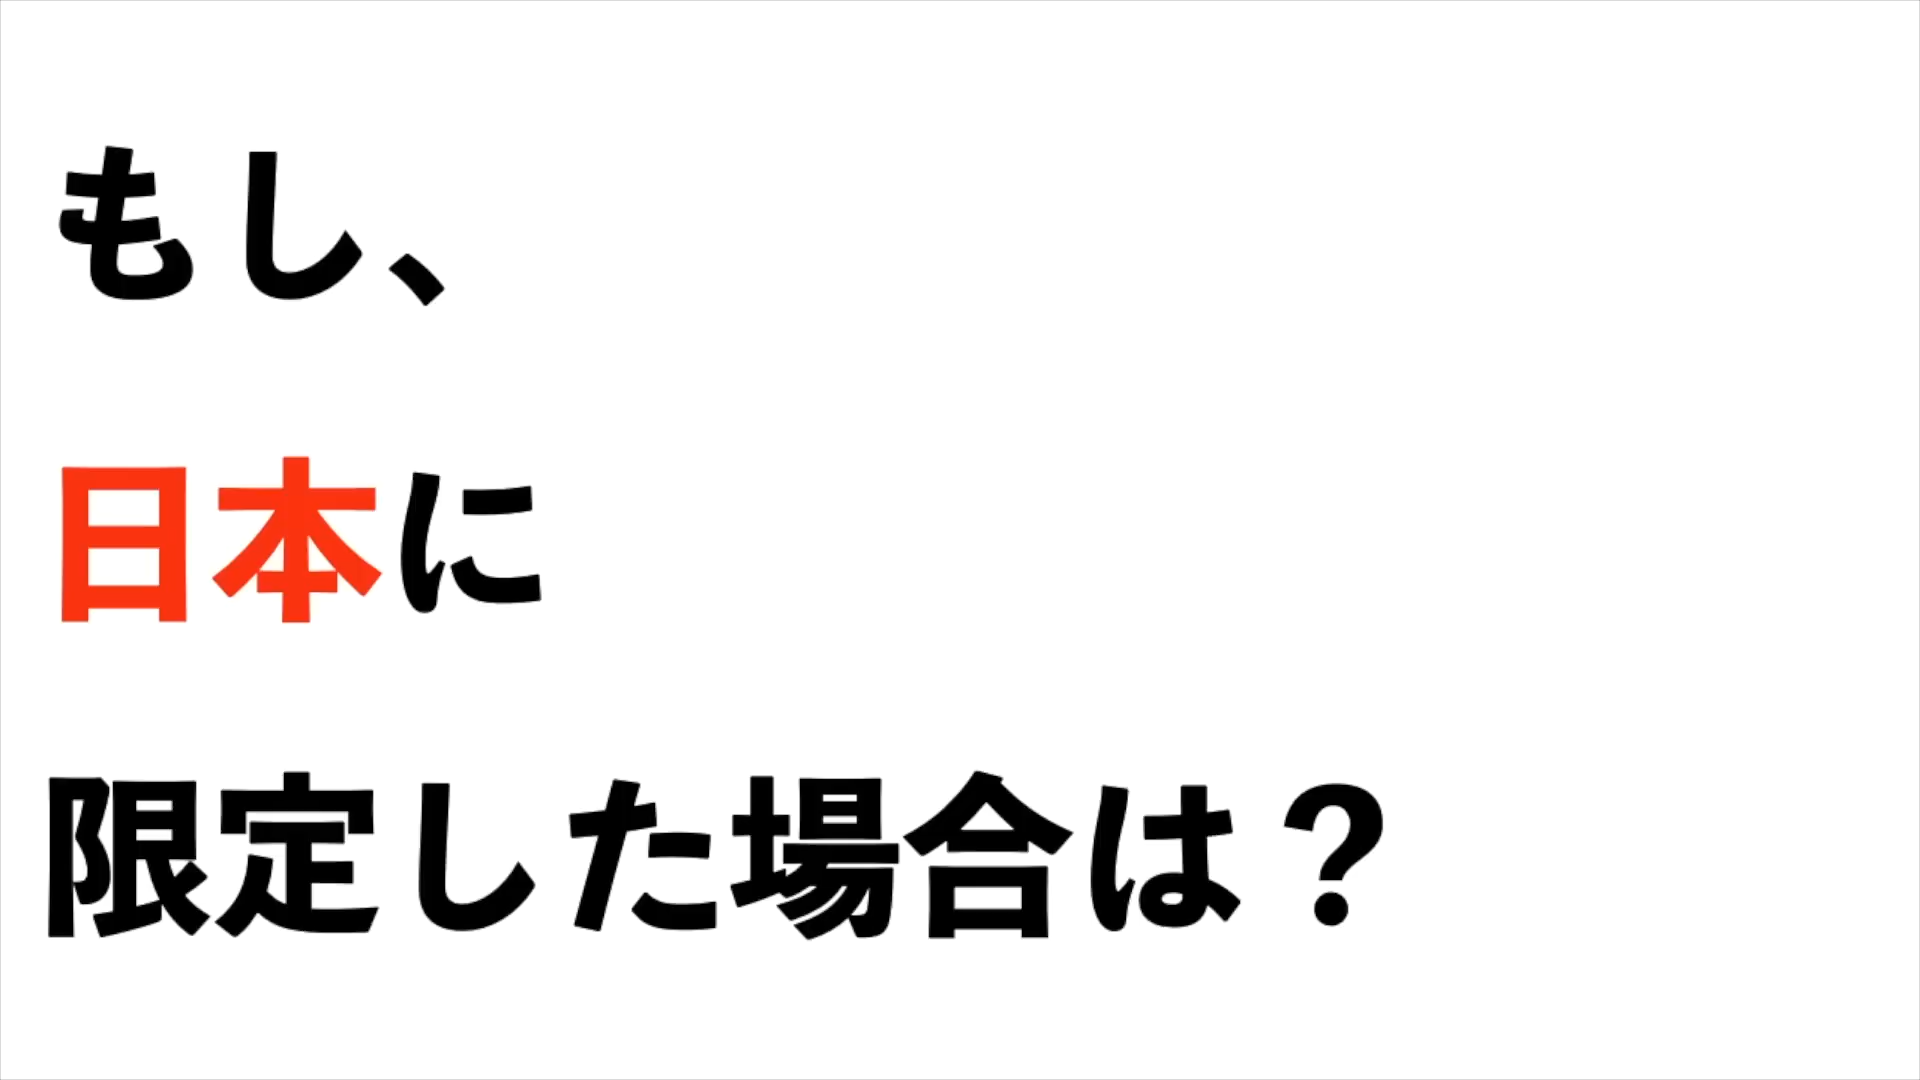 もし、
日本に
限定した場合は？